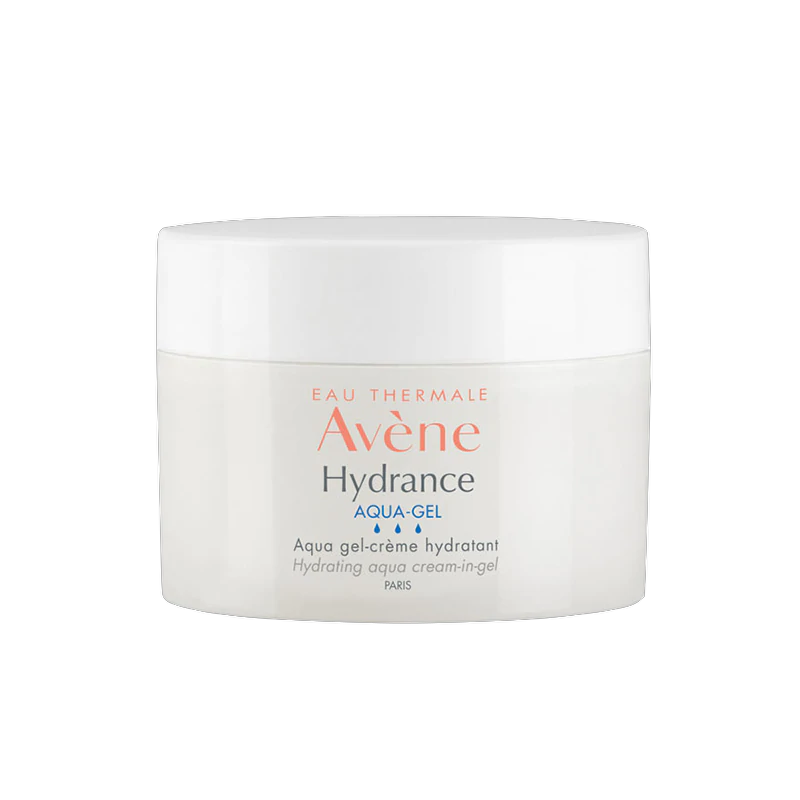 EAU THERMALE
Avène
Hydrance
AQUA-GEL
Aqua gel-crème hydratant
Hydrating aqua cream-in-gel
PARIS